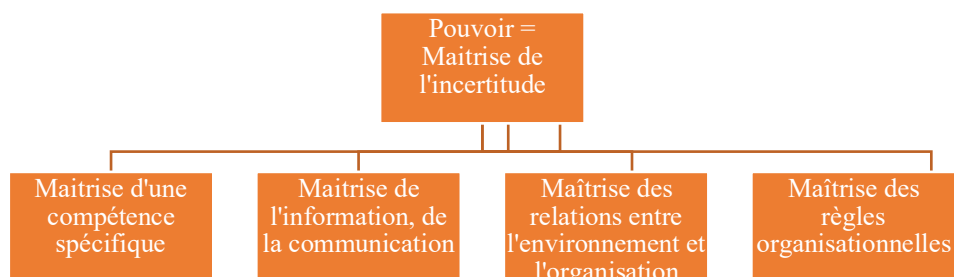 Pouvoir =
Maitrise de
l'incertitude
Maitrise d'une
compétence
spécifique
Maitrise de
l'information, de
la communication
Maîtrise des
relations entre
l'environnement et
l'organisation
Maîtrise des
règles
organisationnelles